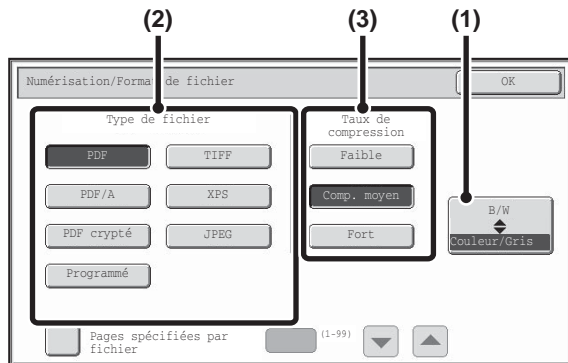 (2) (3) (1)
Numérisation/Format de fichier OK
Type de fichier
Taux de
compression
PDF TIFF Faible
PDF/A XPS Comp. moyen
B/W
PDF crypté JPEG Fort
Couleur/Gris
Programmé
Pages spécifiées par
fichier
(1-99)